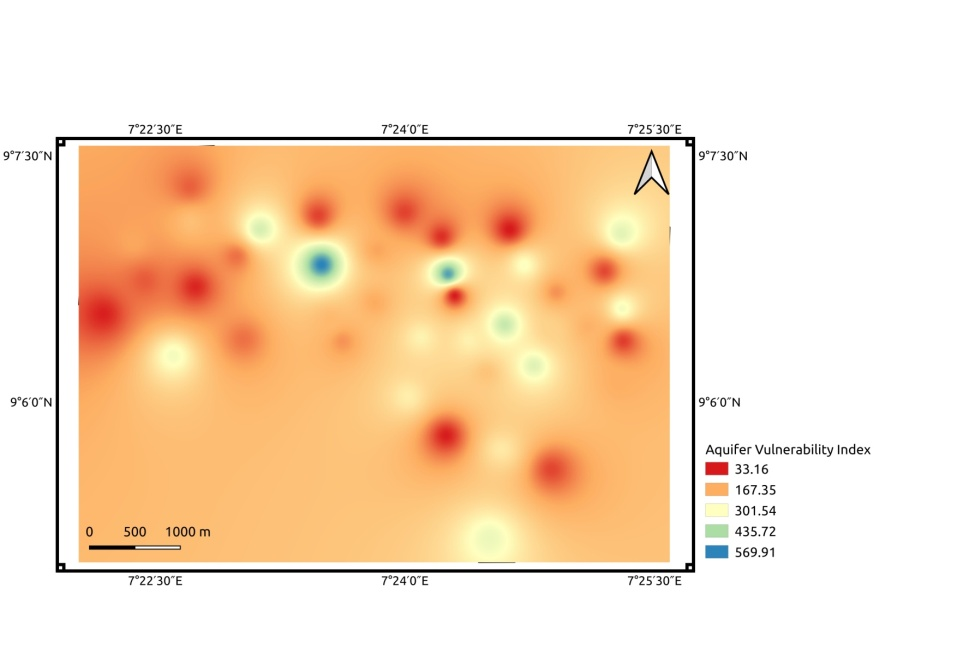 7°22′30″E 7°24′0″E 7°25′30″E
9°7′30″N 9°7′30″N
9°6′0″N 9°6′0″N
Aquifer Vulnerability Index
33.16
167.35
301.54
435.72
569.91
0 500 1000 m
7°22′30″E 7°24′0″E 7°25′30″E